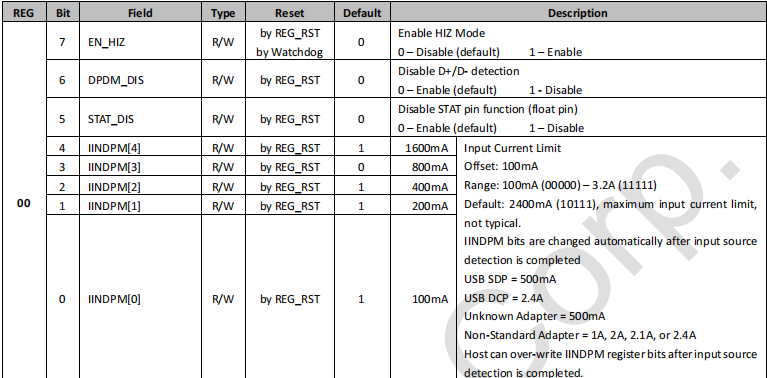 REG Bit Field Type Reset Default Description
00
7 EN_HIZ R/W by REG_RST by Watchdog 0 Enable HIZ Mode
0 – Disable (default) 1 – Enable
6 DPDM_DIS R/W by REG_RST 0 Disable D+/D- detection
0 – Enable (default) 1 - Disable
5 STAT_DIS R/W by REG_RST 0 Disable STAT pin function (float pin)
0 – Enable (default) 1 – Disable
4 IINDPM[4] R/W by REG_RST 1 1600mA
3 IINDPM[3] R/W by REG_RST 0 800mA
2 IINDPM[2] R/W by REG_RST 1 400mA
1 IINDPM[1] R/W by REG_RST 1 200mA
0 IINDPM[0] R/W by REG_RST 1 100mA
Input Current Limit
Offset: 100mA
Range: 100mA (00000) – 3.2A (11111)
Default: 2400mA (10111), maximum input current limit,
not typical.
IINDPM bits are changed automatically after input source
detection is completed
USB SDP = 500mA
USB DCP = 2.4A
Unknown Adapter = 500mA
Non-Standard Adapter = 1A, 2A, 2.1A, or 2.4A
Host can over-write IINDPM register bits after input source
detection is completed.
Corp.